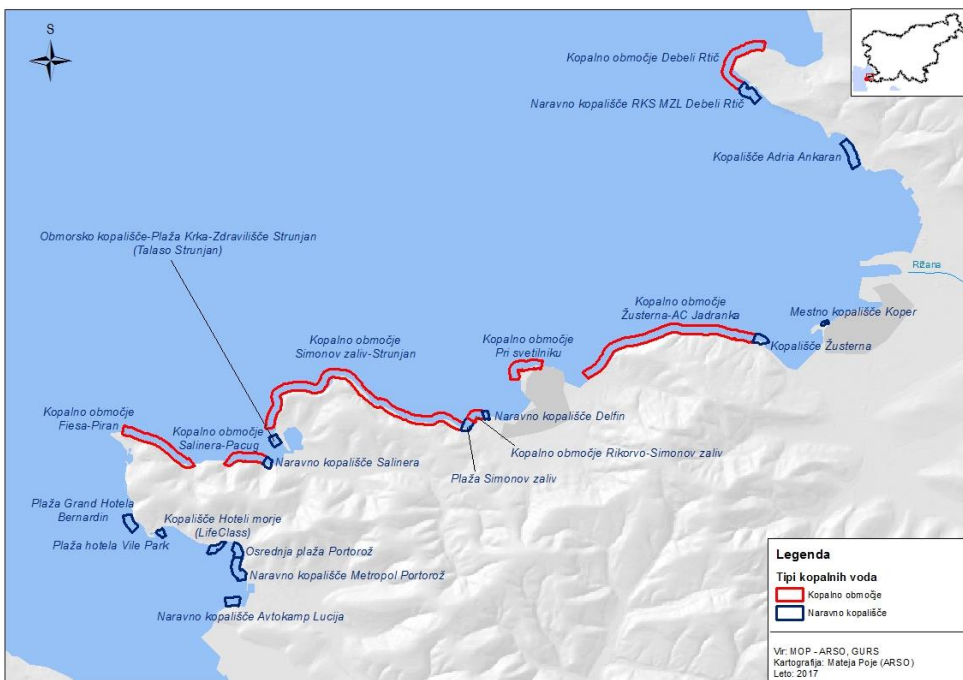 S
Kopalno območje Debeli Rtič
Naravno kopališče RKS MZL Debeli Rtič
Kopališče Adria Ankaran
Obmorsko kopališče-Plaža Krka-Zdravilišče Strunjan
(Talaso Strunjan)
Rižana
Kopalno območje
Žusterna-AC Jadranka
Mestno kopališče Koper
Kopališče Žusterna
Kopalno območje
Simonov zaliv-Strunjan
Kopalno območje
Pri svetilniku
Kopalno območje
Fiesa-Piran
Kopalno območje
Salinera-Pacug
Naravno kopališče Delfin
Kopalno območje Rikorvo-Simonov zaliv
Naravno kopališče Salinera
Plaža Simonov zaliv
Plaža Grand Hotela
Bernardin
Kopališče Hoteli morje
(LifeClass)
Plaža hotela Vile Park
Osrednja plaža Portorož
Naravno kopališče Metropol Portorož
Naravno kopališče Avtokamp Lucija
Legenda
Tipi kopalnih voda
Kopalno območje
Naravno kopališče
Vir: MOP - ARSO, GURS
Kartografija: Mateja Poje (ARSO)
Leto: 2017